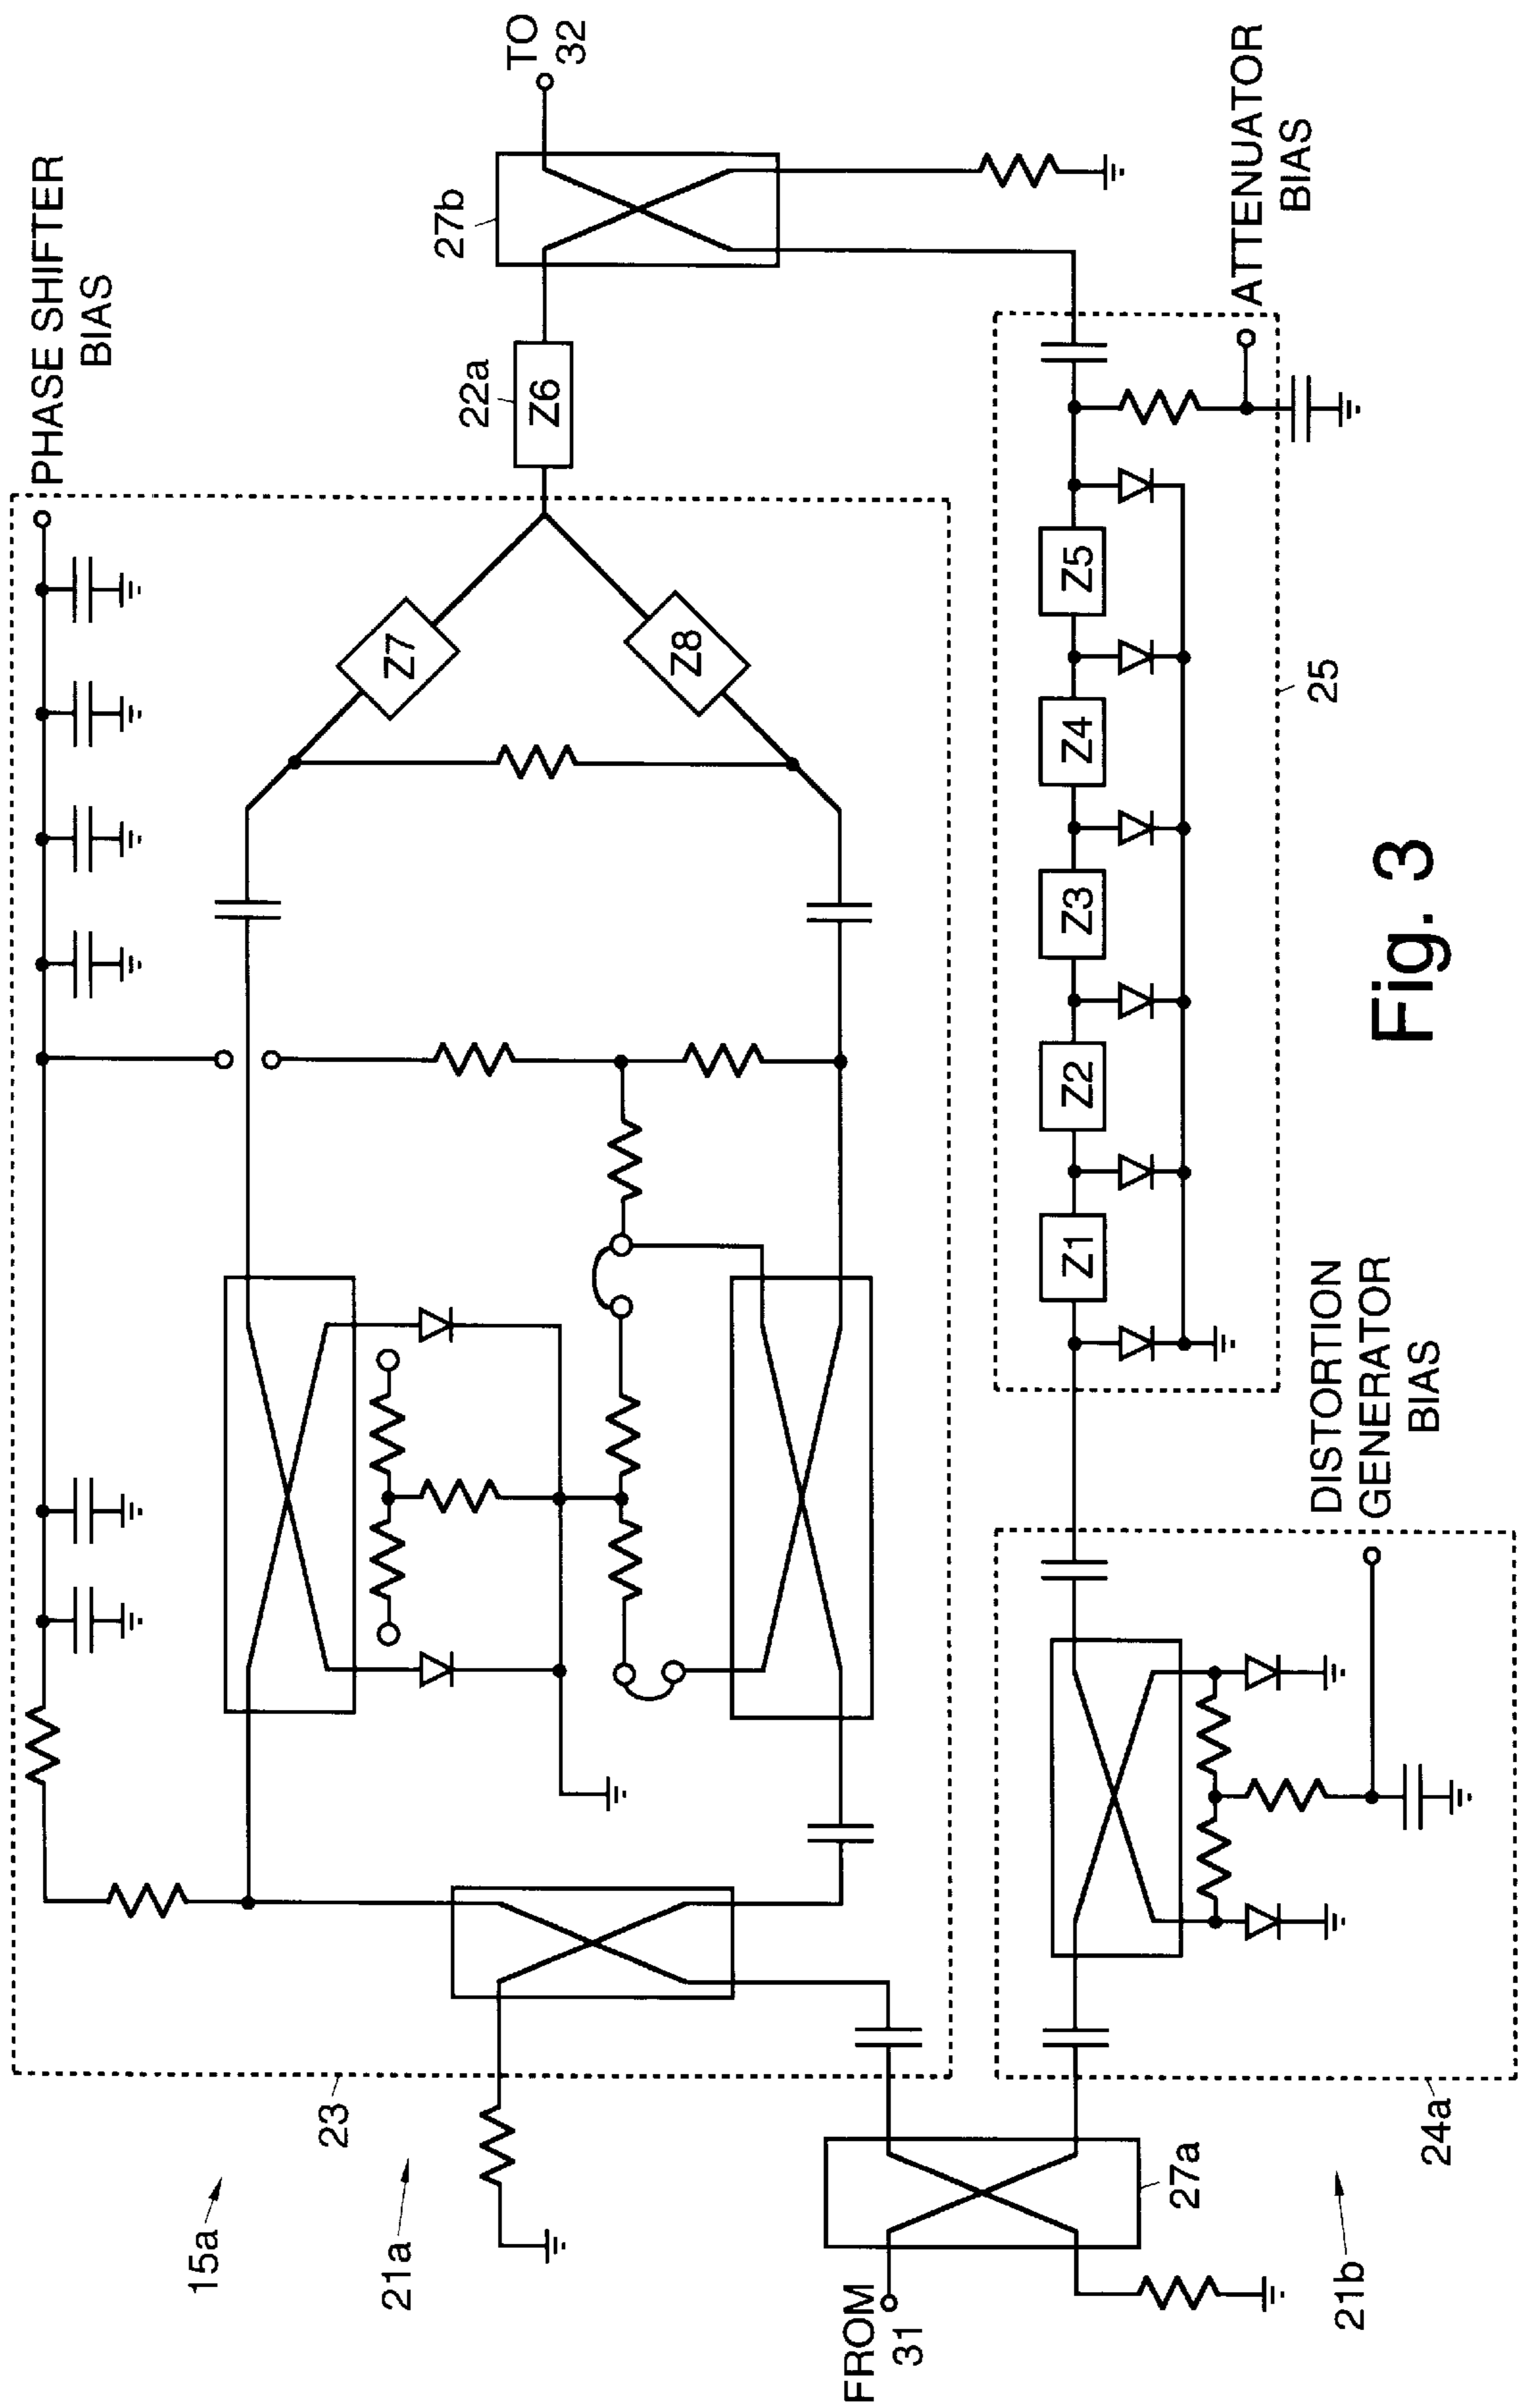 15a
21a
23
PHASE SHIFTER
BIAS
Z7
Z8
22a
Z6
27b
TO
32
FROM
31
27a
21b
24a
DISTORTION
GENERATOR
BIAS
Z1
Z2
Z3
Z4
Z5
25
ATTENUATOR
BIAS
Fig. 3